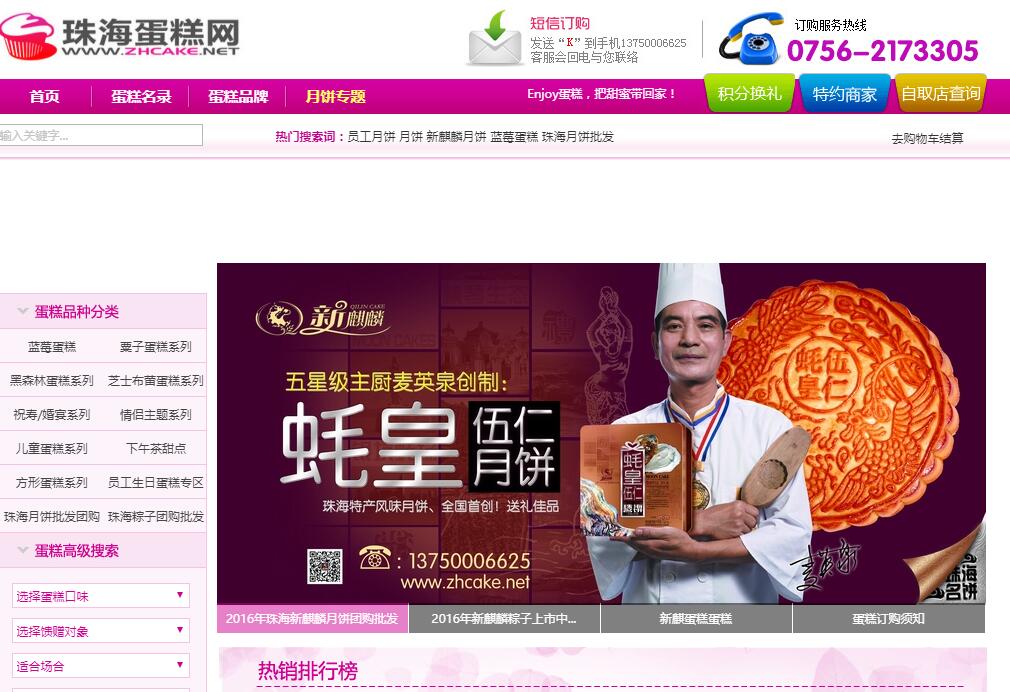 珠海蛋糕网
WWW.ZHCAKE.NET
短信订购
发送“K”到手机13750006625
客服会回电与您联络
订购服务热线
0756-2173305
首页 蛋糕名录 蛋糕品牌 月饼专题
Enjoy蛋糕，把甜蜜带回家！
积分换礼 特约商家 自取店查询
输入关键字...
热门搜索词：员工月饼 月饼 新麒麟月饼 蓝莓蛋糕 珠海月饼批发
去购物车结算
蛋糕品种分类
蓝莓蛋糕 粟子蛋糕系列
黑森林蛋糕系列 芝士布蕾蛋糕系列
祝寿/婚宴系列 情侣主题系列
儿童蛋糕系列 下午茶甜点
方形蛋糕系列 员工生日蛋糕专区
珠海月饼批发团购 珠海粽子团购批发
蛋糕高级搜索
选择蛋糕口味
选择馈赠对象
适合场合
QILIN CAKE
新麒麟
MOON CAKES
五星级主厨麦英泉创制：
蚝皇
伍仁
月饼
珠海特产风味月饼、全国首创！送礼佳品
：13750006625
www.zhcake.net
蚝皇伍仁
蚝皇伍仁
珠海名饼
2016年珠海新麒麟月饼团购批发 2016年新麒麟粽子上市中... 新麒蛋糕蛋糕 蛋糕订购须知
热销排行榜